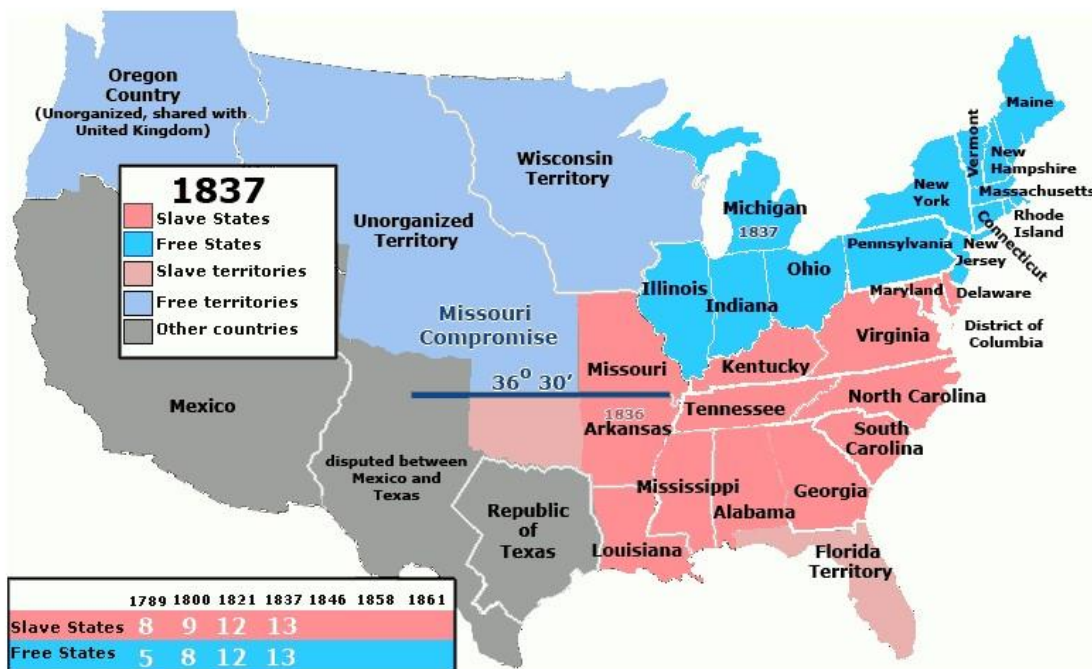 Oregon
Country
(Unorganized, shared with
United Kingdom)
1837
Slave States
Free States
Slave territories
Free territories
Other countries
Unorganized
Territory
Wisconsin
Territory
Michigan
1837
Maine
Vermont
New
Hampshire
New
York
Massachusetts
Rhode
Island
Connecticut
Pennsylvania
New
Jersey
Ohio
Illinois
Indiana
Maryland
Delaware
District of
Columbia
Virginia
Missouri
Compromise
36⁰ 30’
Missouri
Kentucky
North Carolina
Tennessee
1836
Arkansas
South
Carolina
Mexico
disputed between
Mexico and
Texas
Republic
of
Texas
Mississippi
Alabama
Georgia
Louisiana
Florida
Territory
1789 1800 1821 1837 1846 1858 1861
Slave States 8 9 12 13
Free States 5 8 12 13